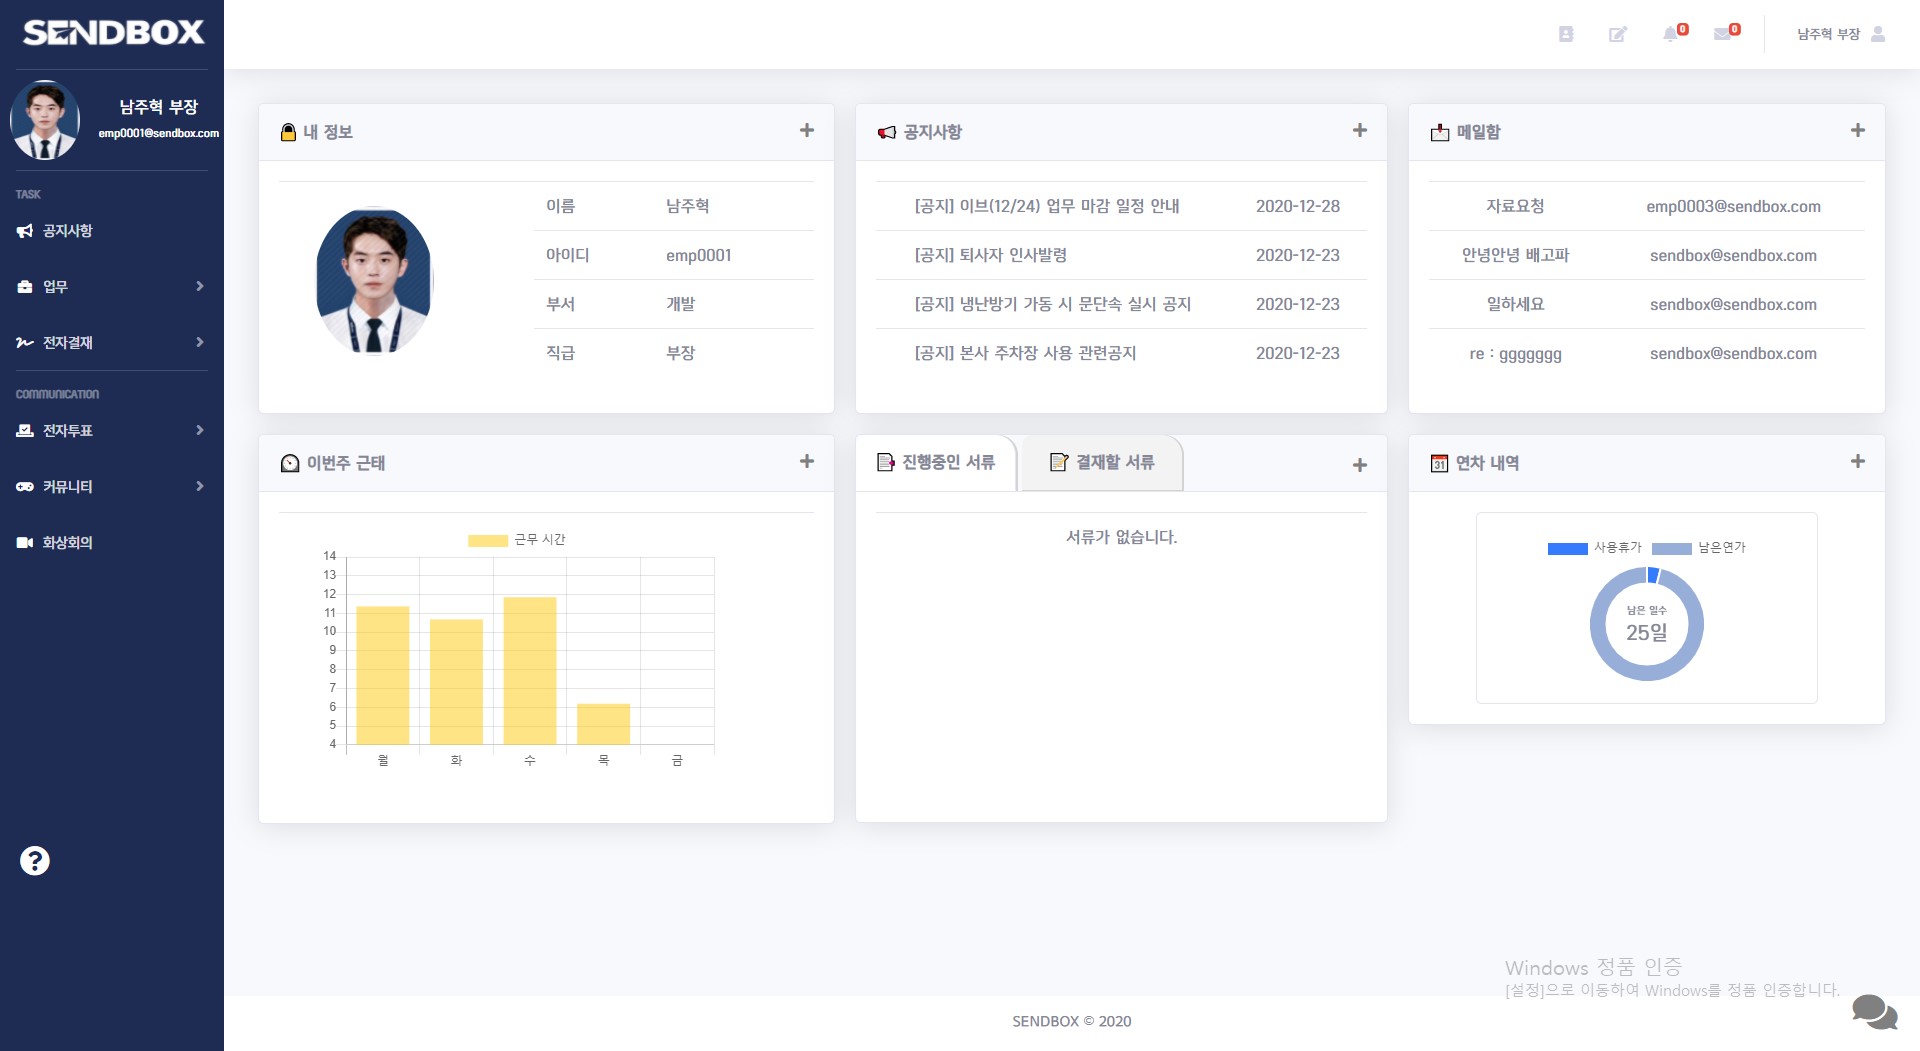 SENDBOX
남주혁 부장
emp0001@sendbox.com
TASK
공지사항
업무
전자결재
COMMUNICATION
전자투표
커뮤니티
화상회의
0
0
남주혁 부장
내 정보
이름 남주혁
아이디 emp0001
부서 개발
직급 부장
공지사항
[공지] 이브(12/24) 업무 마감 일정 안내 2020-12-28
[공지] 퇴사자 인사발령 2020-12-23
[공지] 냉난방기 가동 시 문단속 실시 공지 2020-12-23
[공지] 본사 주차장 사용 관련공지 2020-12-23
메일함
자료요청 emp0003@sendbox.com
안녕안녕 배고파 sendbox@sendbox.com
일하세요 sendbox@sendbox.com
re : ggggggg sendbox@sendbox.com
이번주 근태
근무 시간
14
13
12
11
10
9
8
7
6
5
4
월 화 수 목 금
진행중인 서류 결재할 서류
서류가 없습니다.
31 연차 내역
사용휴가 남은연가
남은 일수
25일
Windows 정품 인증
[설정]으로 이동하여 Windows를 정품 인증합니다.
SENDBOX © 2020